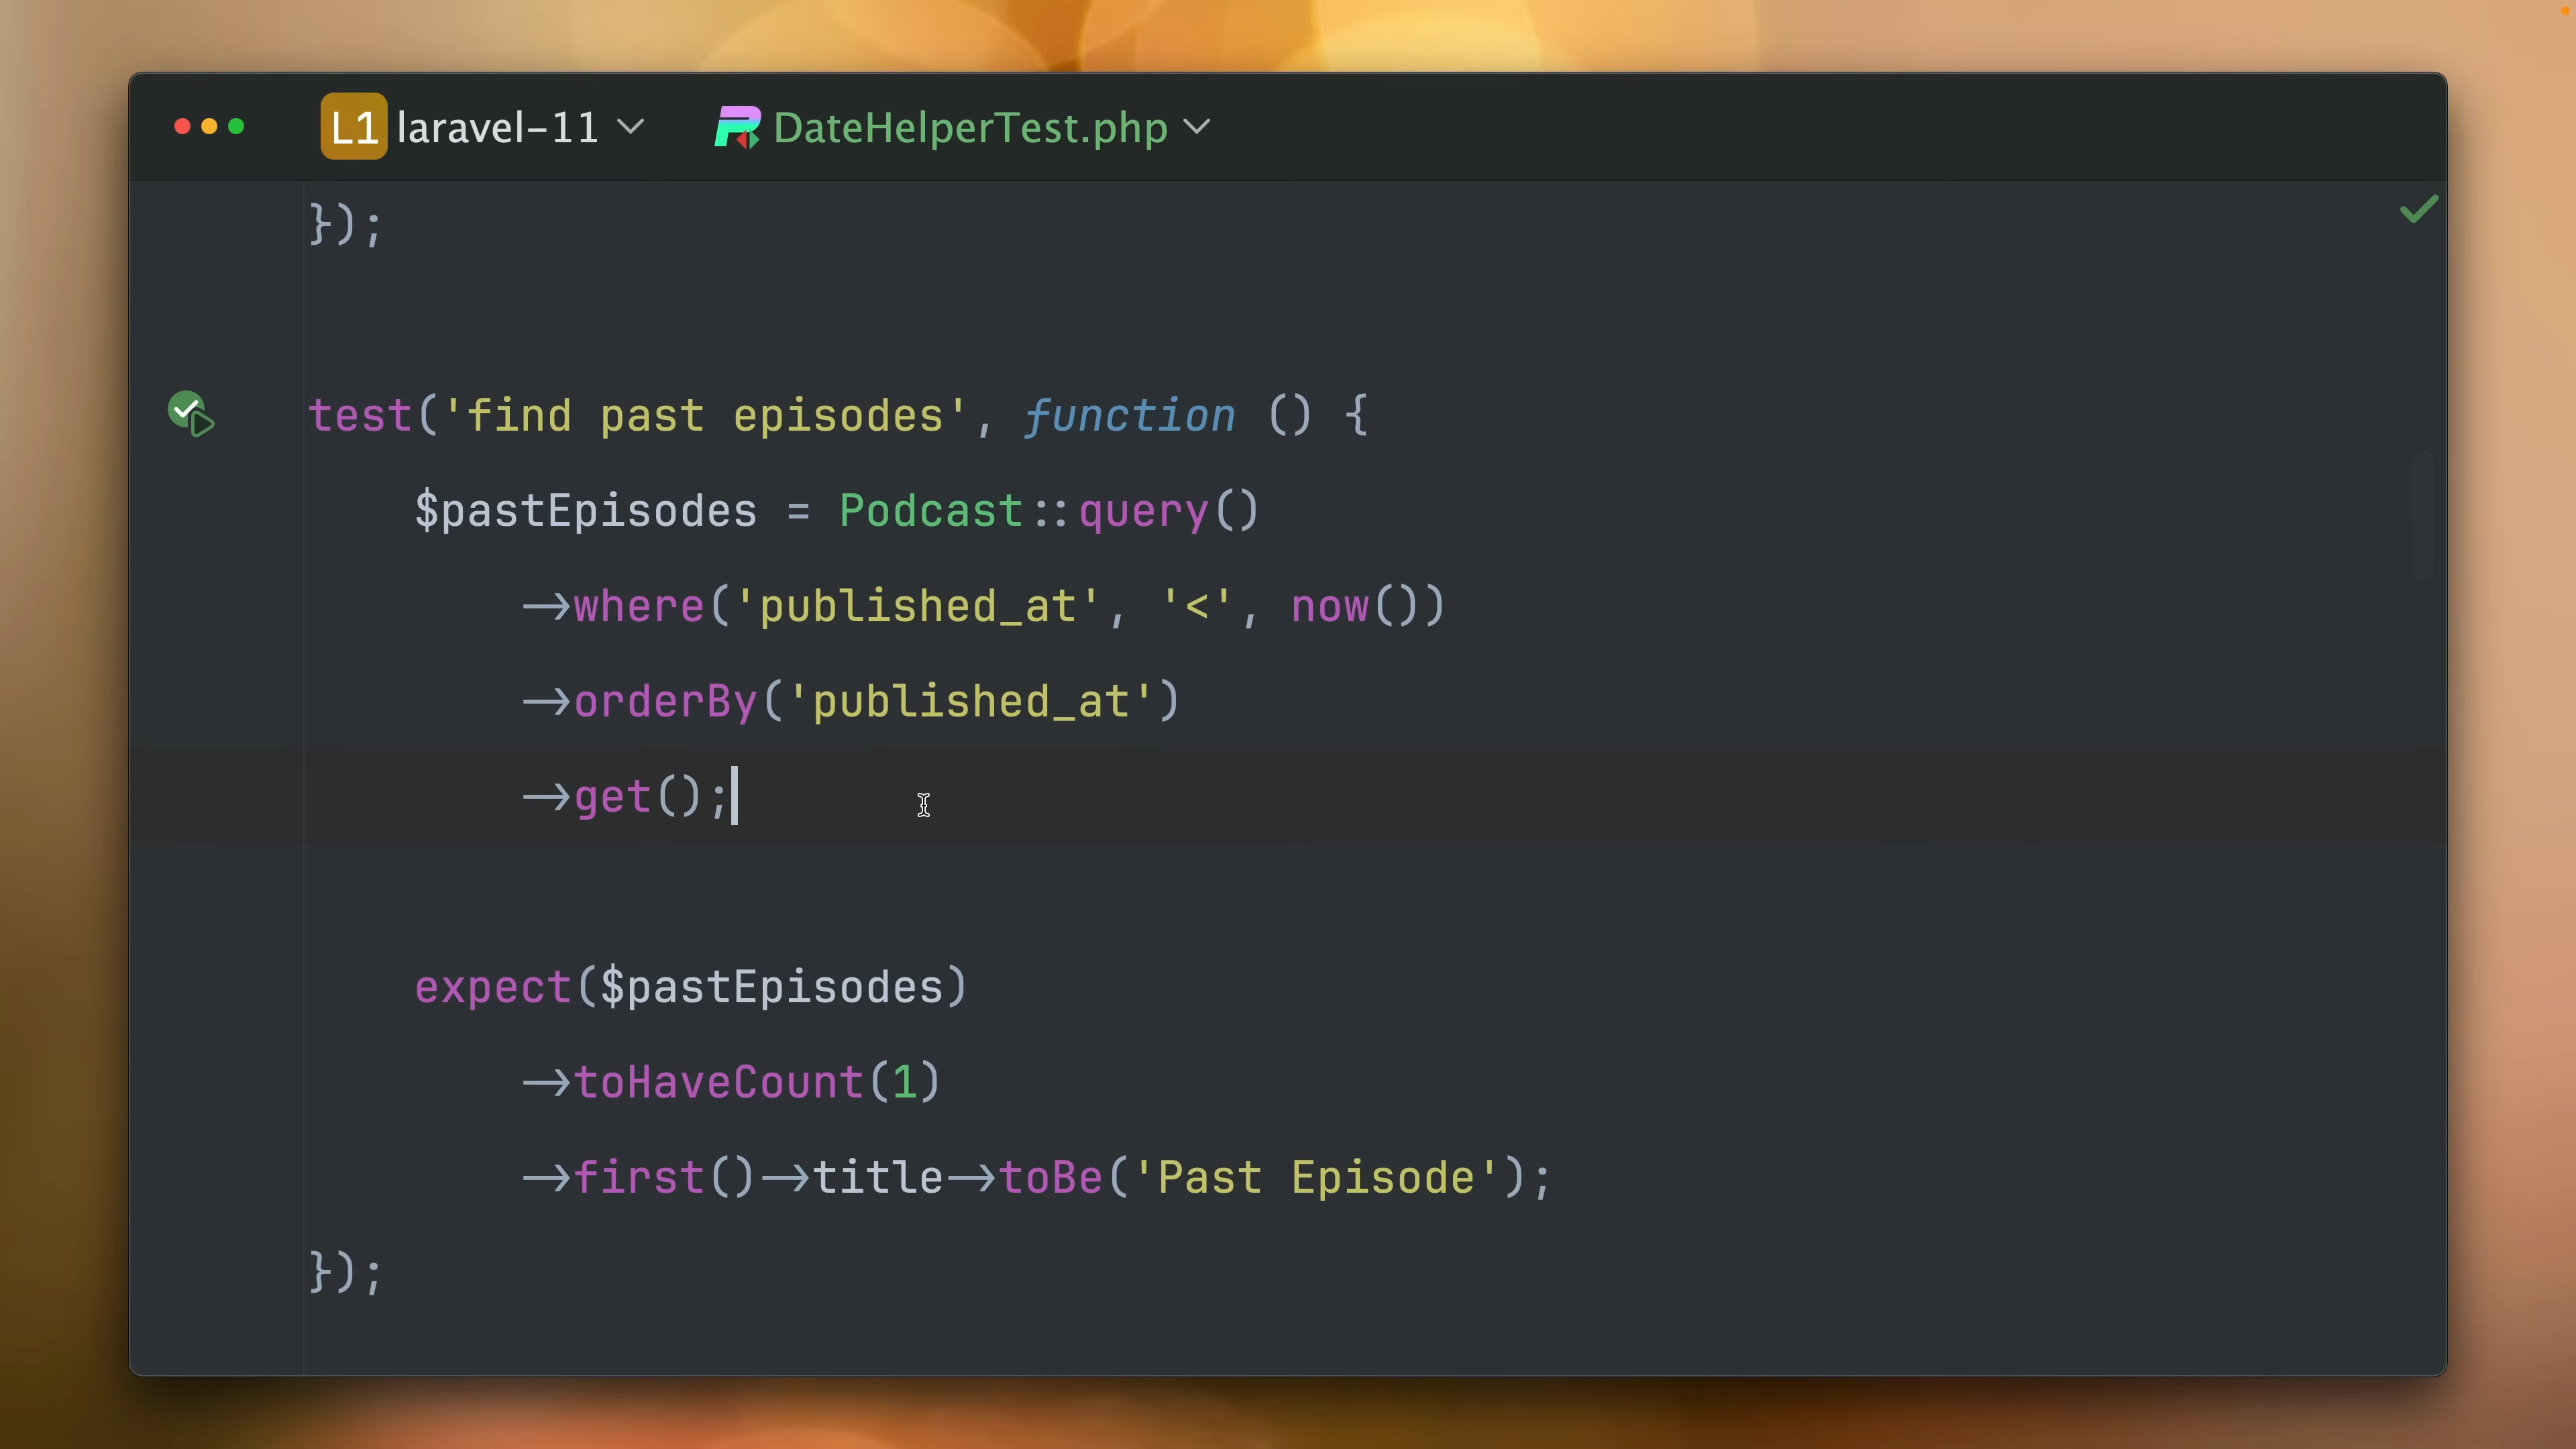 L1 laravel-11 DateHelperTest.php
});
test('find past episodes', function () {
    $pastEpisodes = Podcast::query()
        ->where('published_at', '<', now())
        ->orderBy('published_at')
        ->get();
    expect($pastEpisodes)
        ->toHaveCount(1)
        ->first()->title->toBe('Past Episode');
});